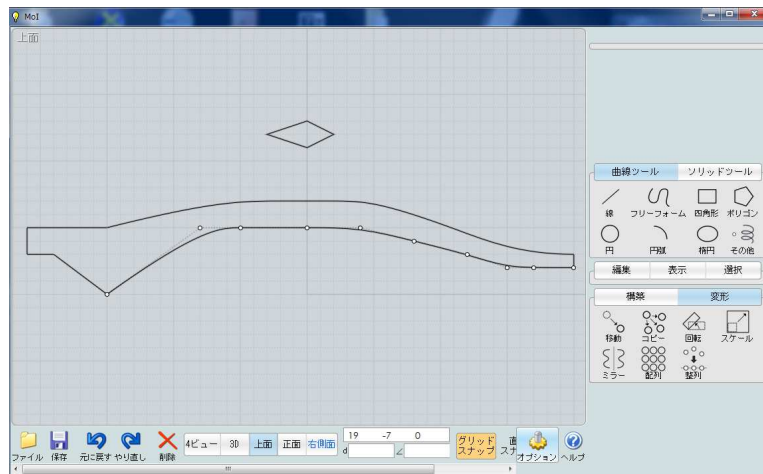 MoI
上面
曲線ツール ソリッドツール
線 フリーフォーム 四角形 ポリゴン
円 円弧 楕円 その他
編集 表示 選択
構築 変形
移動 コピー 回転 スケール
ミラー 配列 整列
ファイル 保存 元に戻す やり直し 削除 4ビュー 3D 上面 正面 右側面 19 -7 0 d ∠ グリッド スナップ 直 スナ オプション ヘルプ